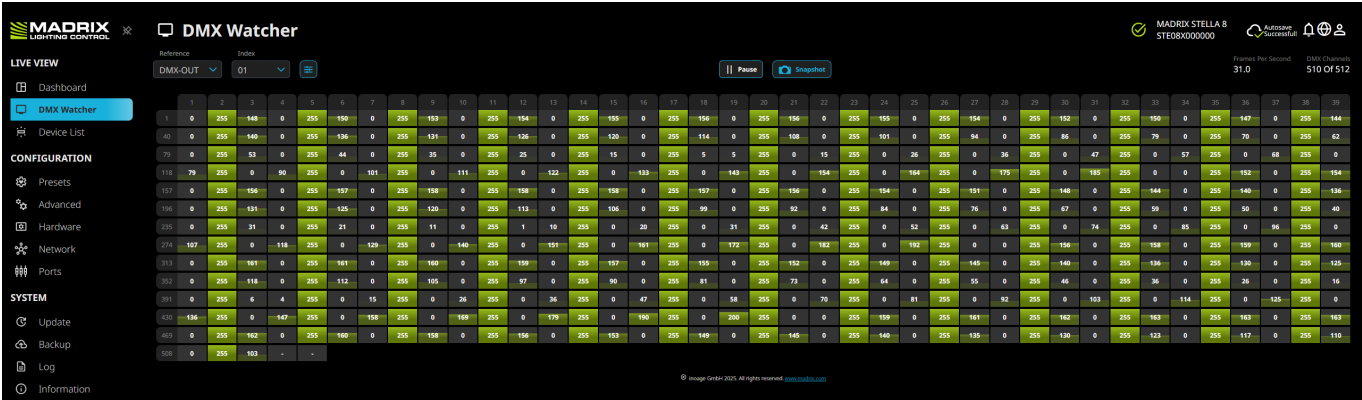 MADRIX
LIGHTING CONTROL
DMX Watcher
MADRIX STELLA 8
STE08X000000
Autosave
Successfull
LIVE VIEW
Dashboard
DMX Watcher
Device List
CONFIGURATION
Presets
Advanced
Hardware
Network
Ports
SYSTEM
Update
Backup
Log
Information
Reference
Index
DMX-OUT
01
Pause
Snapshot
Frames Per Second
31.0
DMX Channels
510 Of 512
1 2 3 4 5 6 7 8 9 10 11 12 13 14 15 16 17 18 19 20 21 22 23 24 25 26 27 28 29 30 31 32 33 34 35 36 37 38 39
1 0 255 148 0 255 150 0 255 153 0 255 154 0 255 155 0 255 156 0 255 156 0 255 155 0 255 154 0 255 152 0 255 150 0 255 147 0 255 144
40 0 255 140 0 255 136 0 255 131 0 255 126 0 255 120 0 255 114 0 255 108 0 255 101 0 255 94 0 255 86 0 255 79 0 255 70 0 255 62
79 0 255 53 0 255 44 0 255 35 0 255 25 0 255 15 0 255 5 5 255 0 15 255 0 26 255 0 36 255 0 47 255 0 57 255 0 68 255 0
118 79 255 0 90 255 0 101 255 0 111 255 0 122 255 0 133 255 0 143 255 0 154 255 0 164 255 0 175 255 0 185 255 0 0 255 152 0 255 154
157 0 255 156 0 255 157 0 255 158 0 255 158 0 255 158 0 255 157 0 255 156 0 255 154 0 255 151 0 255 148 0 255 144 0 255 140 0 255 136
196 0 255 131 0 255 125 0 255 120 0 255 113 0 255 106 0 255 99 0 255 92 0 255 84 0 255 76 0 255 67 0 255 59 0 255 50 0 255 40
235 0 255 31 0 255 21 0 255 11 0 255 1 10 255 0 20 255 0 31 255 0 42 255 0 52 255 0 63 255 0 74 255 0 85 255 0 96 255 0
274 107 255 0 118 255 0 129 255 0 140 255 0 151 255 0 161 255 0 172 255 0 182 255 0 192 255 0 0 255 156 0 255 158 0 255 159 0 255 160
313 0 255 161 0 255 161 0 255 160 0 255 159 0 255 157 0 255 155 0 255 152 0 255 149 0 255 145 0 255 140 0 255 136 0 255 130 0 255 125
352 0 255 118 0 255 112 0 255 105 0 255 97 0 255 90 0 255 81 0 255 73 0 255 64 0 255 55 0 255 46 0 255 36 0 255 26 0 255 16
391 0 255 6 4 255 0 15 255 0 26 255 0 36 255 0 47 255 0 58 255 0 70 255 0 81 255 0 92 255 0 103 255 0 114 255 0 125 255 0
430 136 255 0 147 255 0 158 255 0 169 255 0 179 255 0 190 255 0 200 255 0 0 255 159 0 255 161 0 255 162 0 255 163 0 255 163 0 255 163
469 0 255 162 0 255 160 0 255 158 0 255 156 0 255 153 0 255 149 0 255 145 0 255 140 0 255 135 0 255 130 0 255 123 0 255 117 0 255 110
508 0 255 103 - -
© inoage GmbH 2025. All rights reserved. www.madrix.com